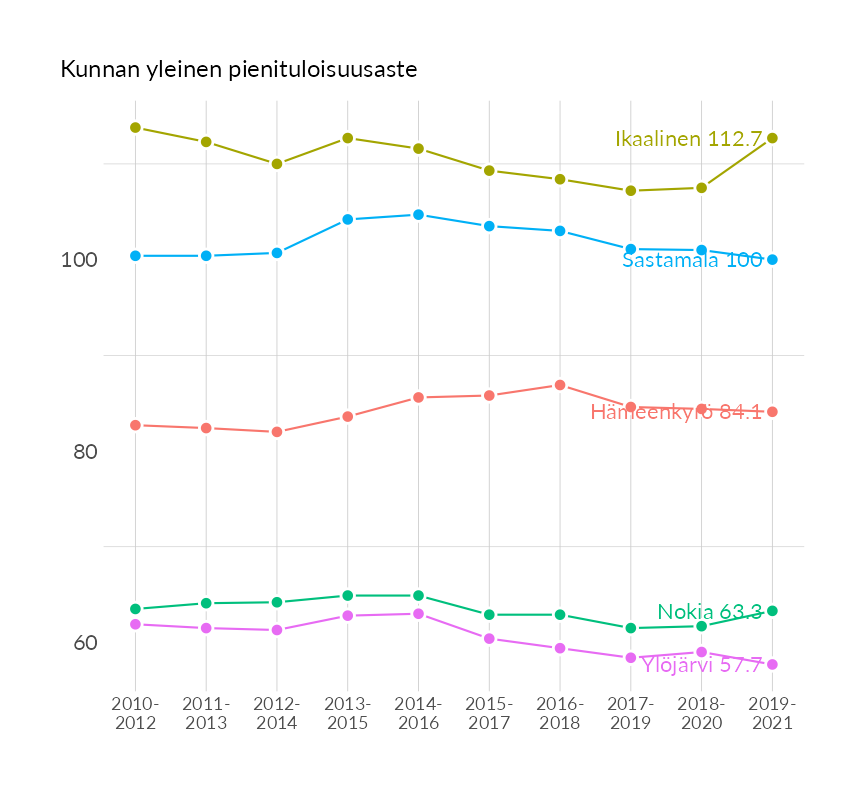 Kunnan yleinen pienituloisuusaste
Ikaalinen 112.7
100
Sastamala 100
Hämeenkyrö 84.1
80
Nokia 63.3
60
Ylöjärvi 57.7
2010- 2011- 2012- 2013- 2014- 2015- 2016- 2017- 2018- 2019-
2012 2013 2014 2015 2016 2017 2018 2019 2020 2021